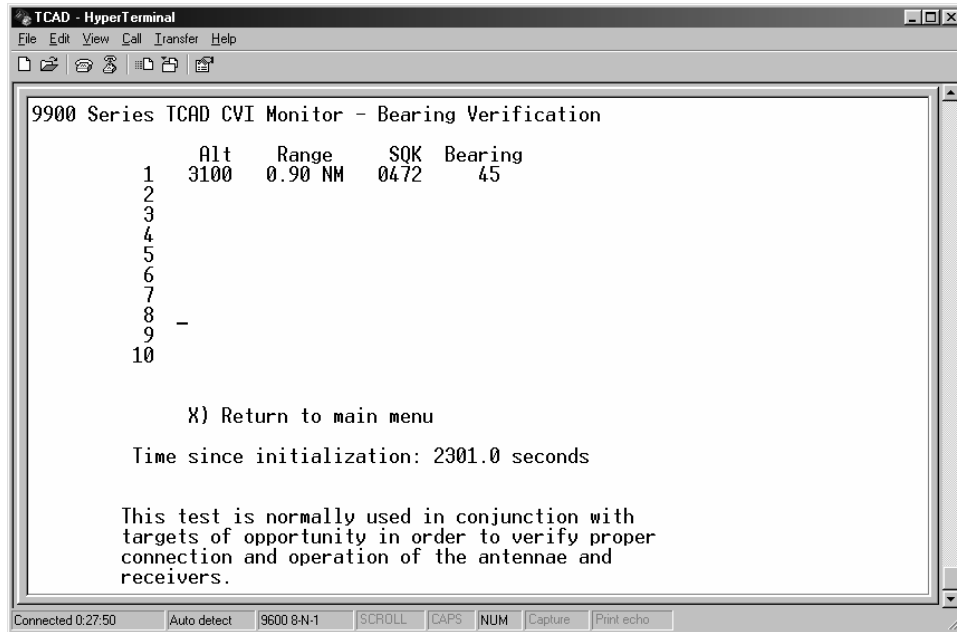 TCAD - HyperTerminal
File Edit View Call Transfer Help
9900 Series TCAD CVI Monitor - Bearing Verification
Alt Range SQK Bearing
1 3100 0.90 NM 0472 45
2
3
4
5
6
7
8 _
9
10
X) Return to main menu
Time since initialization: 2301.0 seconds
This test is normally used in conjunction with
targets of opportunity in order to verify proper
connection and operation of the antennae and
receivers.
Connected 0:27:50 Auto detect 9600 8-N-1 SCROLL CAPS NUM Capture Print echo